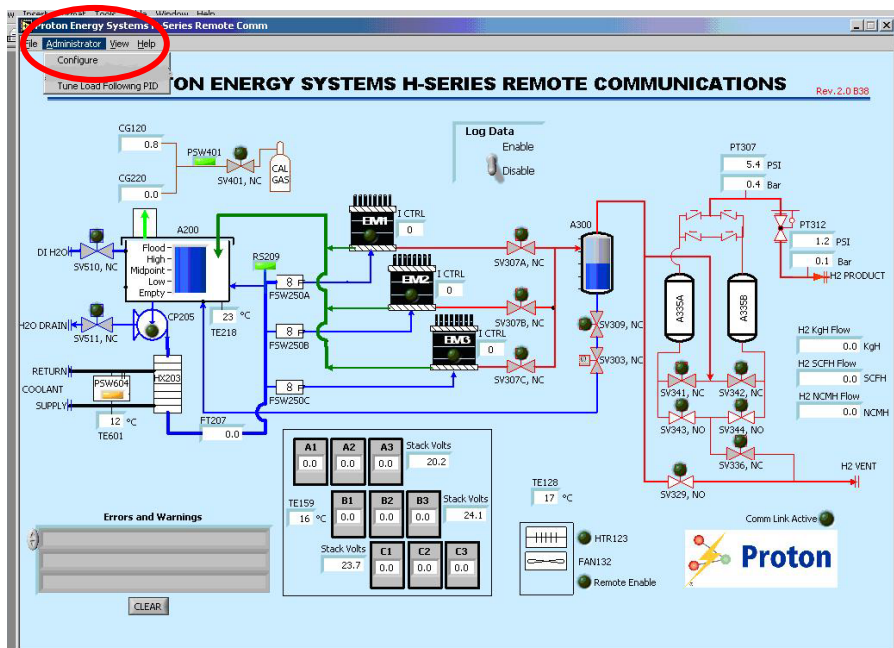 w Insert Format Tools Table Window Help
Proton Energy Systems H-Series Remote Comm
File Administrator View Help
Configure
Tune Load Following PID
TON ENERGY SYSTEMS H-SERIES REMOTE COMMUNICATIONS
Rev.2.0 B38
CG120
0.8
PSW401
SV401, NC
CAL
GAS
CG220
0.0
Log Data
Enable
Disable
PT307
5.4 PSI
0.4 Bar
PT312
1.2 PSI
0.1 Bar
H2 PRODUCT
A200
DI H2O
SV510, NC
Flood
High
Midpoint
Low
Empty
H2O DRAIN
SV511, NC
CP205
23 °C
TE218
RS209
8 F
FSW250A
8 F
FSW250B
8 F
FSW250C
EM1
I CTRL
0
EM2
I CTRL
0
EM3
I CTRL
0
SV307A, NC
SV307B, NC
SV307C, NC
A300
SV309, NC
SV303, NC
A335A
A335B
SV341, NC
SV342, NC
SV343, NO
SV344, NO
SV336, NC
SV329, NO
H2 VENT
H2 KgH Flow
0.0 KgH
H2 SCFH Flow
0.0 SCFH
H2 NCMH Flow
0.0 NCMH
RETURN
COOLANT
SUPPLY
PSW604
12 °C
TE601
HX203
FT207
0.0
A1 A2 A3 Stack Volts
0.0 0.0 0.0 20.2
TE159
16 °C
B1 B2 B3 Stack Volts
0.0 0.0 0.0 24.1
Stack Volts C1 C2 C3
23.7 0.0 0.0 0.0
TE128
17 °C
HTR123
FAN132
Remote Enable
Errors and Warnings
CLEAR
Comm Link Active
Proton